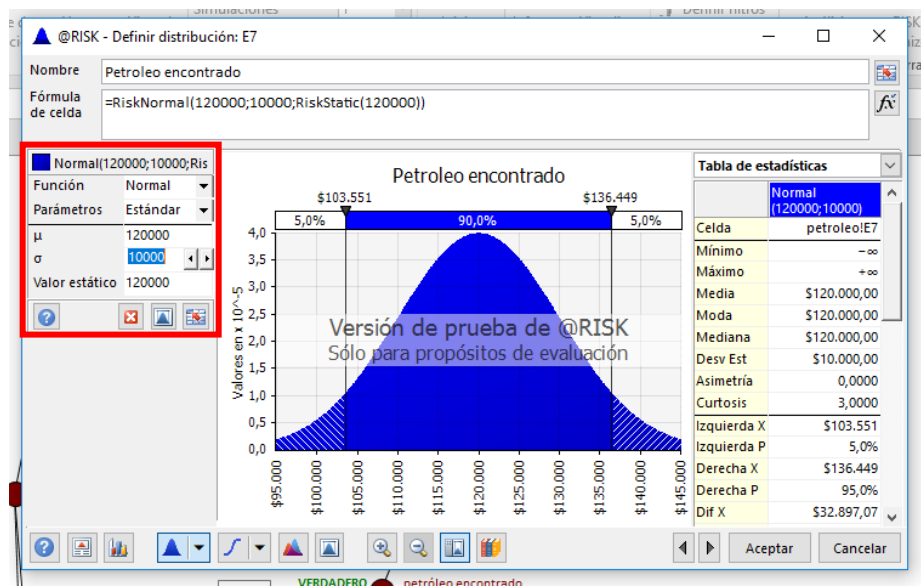 Simulaciones
Definir filtros
@RISK - Definir distribución: E7
Nombre
Petroleo encontrado
Fórmula de celda
=RiskNormal(120000;10000;RiskStatic(120000))
Normal(120000;10000;Ris
Función Normal
Parámetros Estándar
μ 120000
σ 10000
Valor estático 120000
Petroleo encontrado
$103.551 $136.449
5,0% 90,0% 5,0%
4,0
3,5
3,0
2,5
2,0
1,5
1,0
0,5
0,0
Valores en x 10^-5
Versión de prueba de @RISK
Sólo para propósitos de evaluación
$95.000
$100.000
$105.000
$110.000
$115.000
$120.000
$125.000
$130.000
$135.000
$140.000
$145.000
Tabla de estadísticas
Normal
(120000;10000)
Celda petroleo!E7
Mínimo -∞
Máximo +∞
Media $120.000,00
Moda $120.000,00
Mediana $120.000,00
Desv Est $10.000,00
Asimetría 0,0000
Curtosis 3,0000
Izquierda X $103.551
Izquierda P 5,0%
Derecha X $136.449
Derecha P 95,0%
Dif X $32.897,07
Aceptar Cancelar
VERDADERO petróleo encontrado